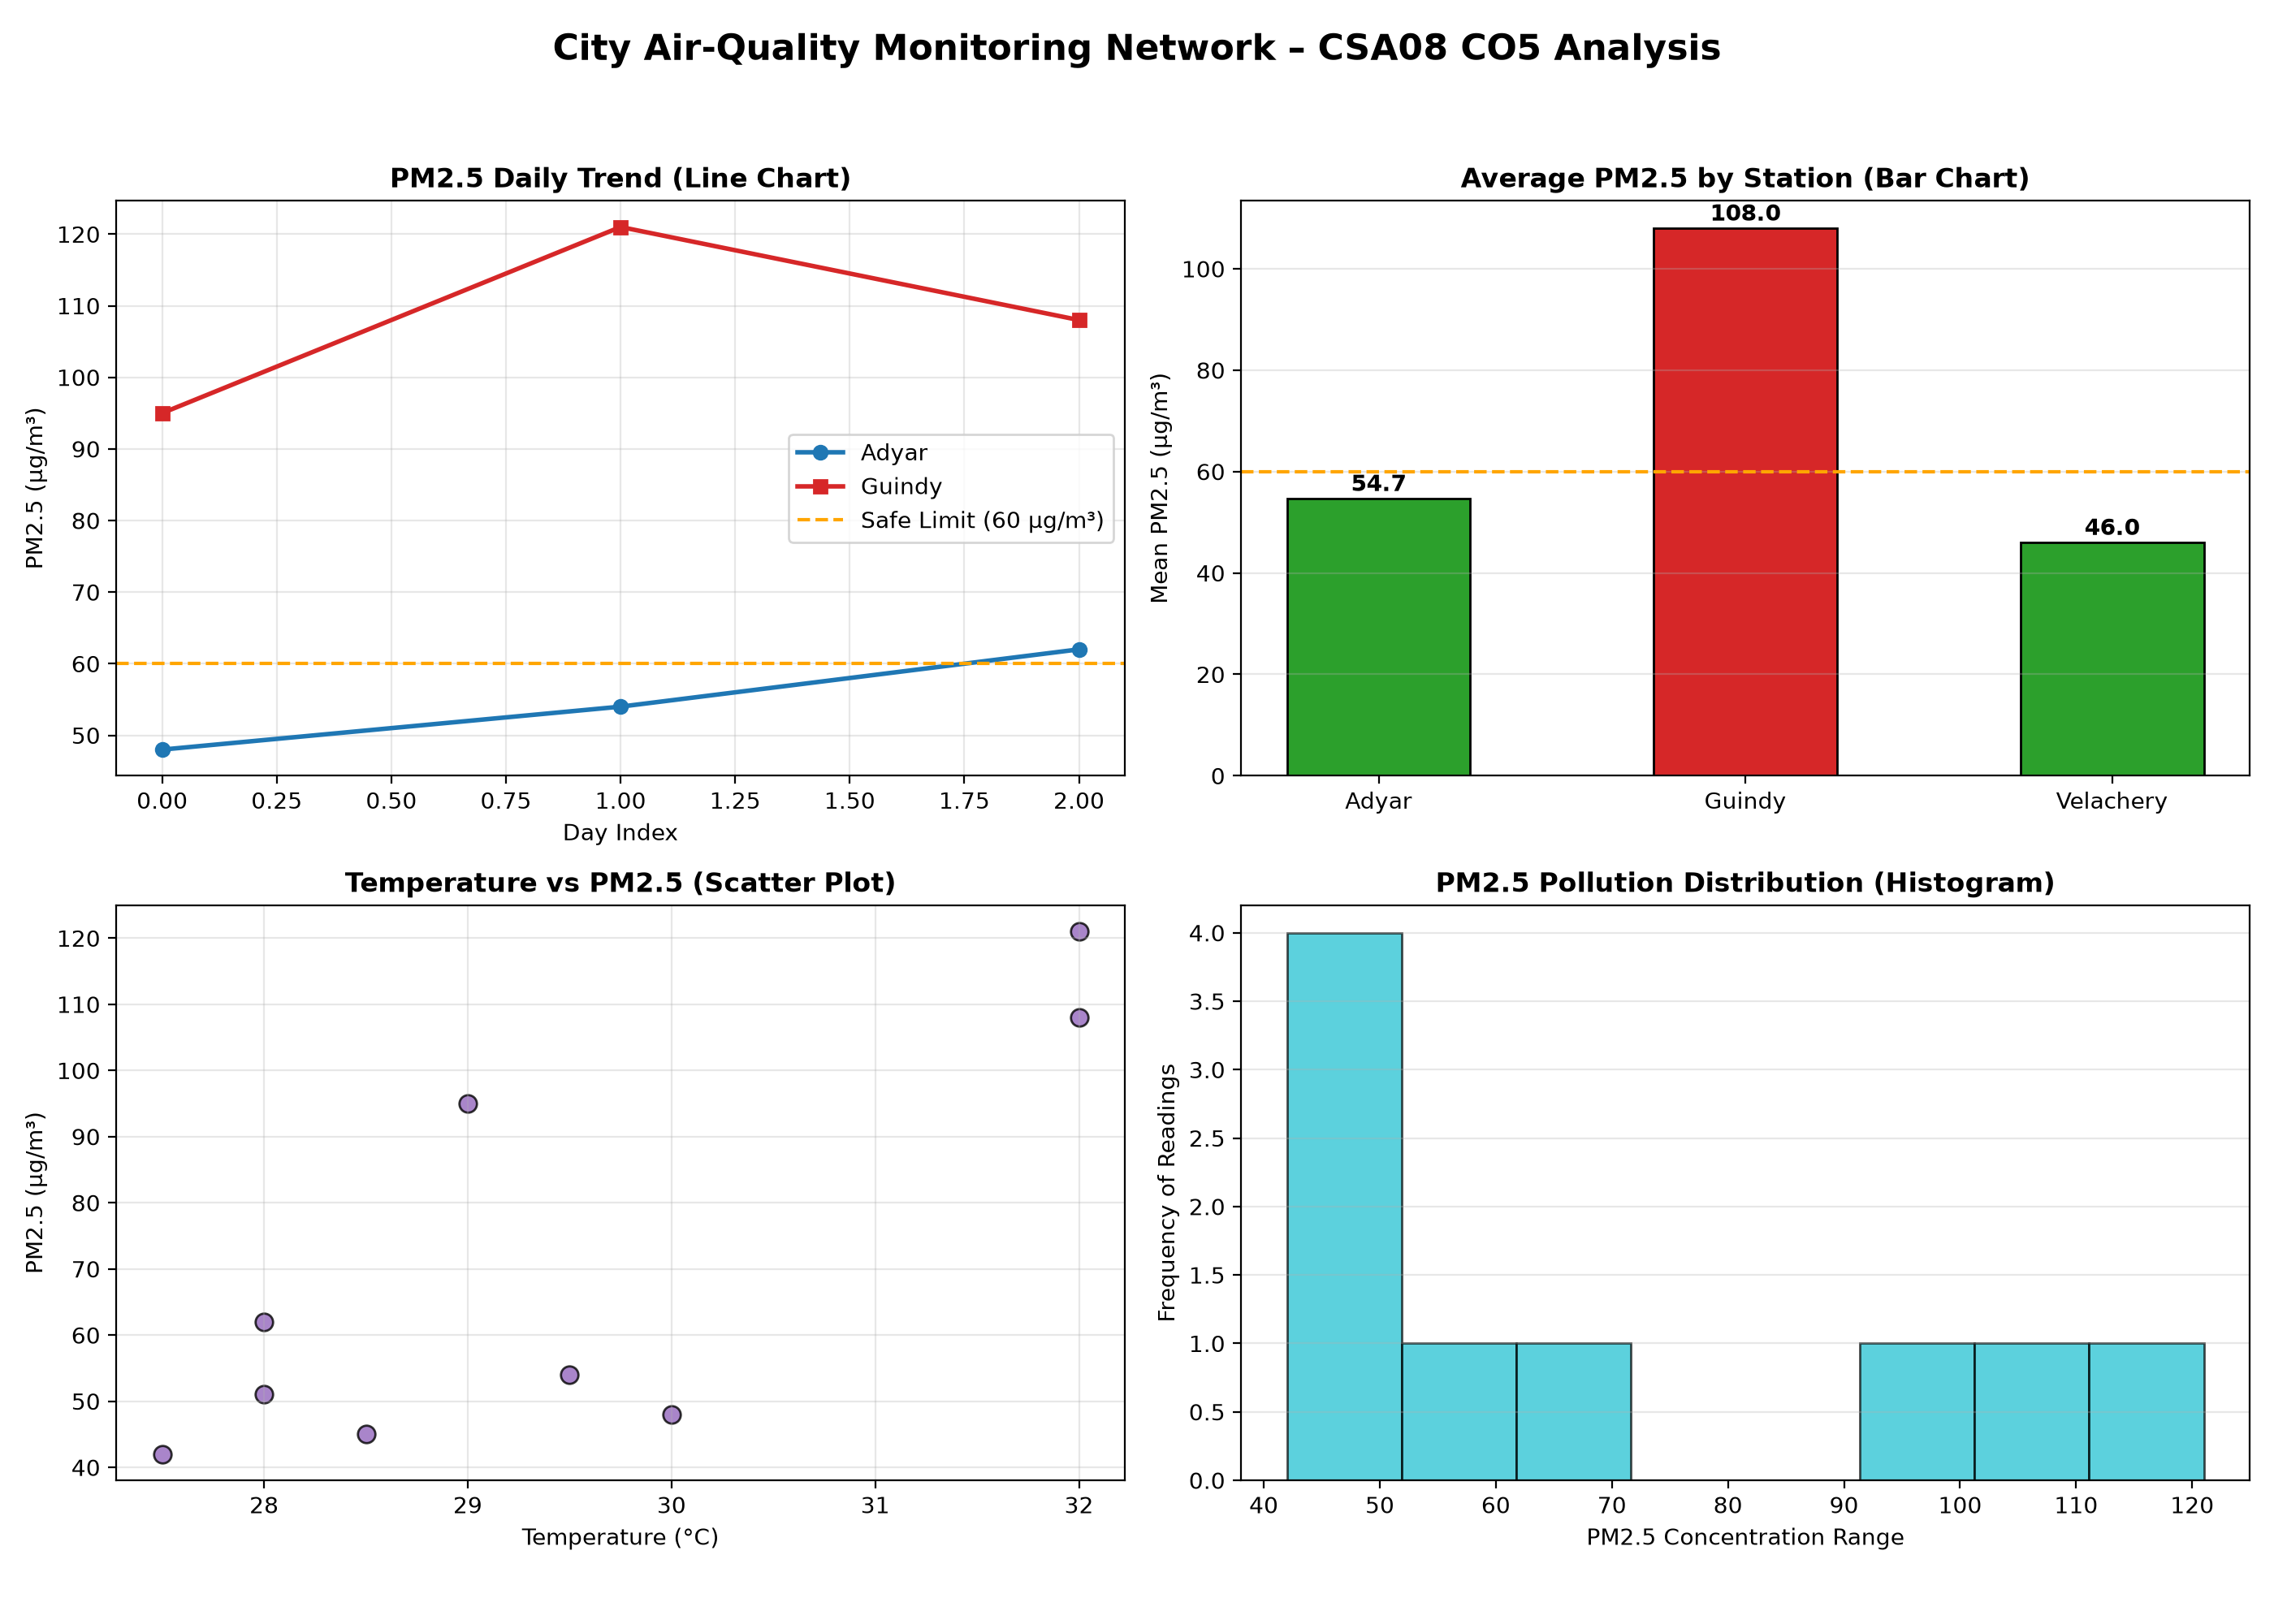 City Air-Quality Monitoring Network – CSA08 CO5 Analysis
PM2.5 Daily Trend (Line Chart)
PM2.5 (µg/m³)
120
110
100
90
80
70
60
50
Adyar
Guindy
Safe Limit (60 µg/m³)
0.00 0.25 0.50 0.75 1.00 1.25 1.50 1.75 2.00
Day Index
Average PM2.5 by Station (Bar Chart)
Mean PM2.5 (µg/m³)
100
80
60
40
20
0
54.7
108.0
46.0
Adyar Guindy Velachery
Temperature vs PM2.5 (Scatter Plot)
PM2.5 (µg/m³)
120
110
100
90
80
70
60
50
40
28 29 30 31 32
Temperature (°C)
PM2.5 Pollution Distribution (Histogram)
Frequency of Readings
4.0
3.5
3.0
2.5
2.0
1.5
1.0
0.5
0.0
40 50 60 70 80 90 100 110 120
PM2.5 Concentration Range